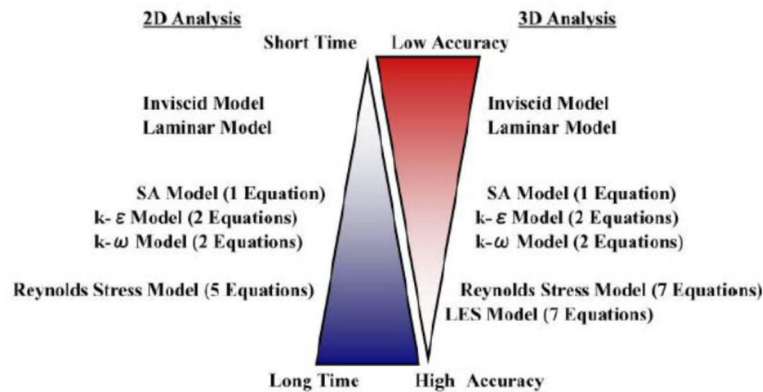 2D Analysis
3D Analysis
Short Time
Low Accuracy
Inviscid Model
Laminar Model
Inviscid Model
Laminar Model
SA Model (1 Equation)
k-ε Model (2 Equations)
k-ω Model (2 Equations)
SA Model (1 Equation)
k-ε Model (2 Equations)
k-ω Model (2 Equations)
Reynolds Stress Model (5 Equations)
Reynolds Stress Model (7 Equations)
LES Model (7 Equations)
Long Time
High Accuracy